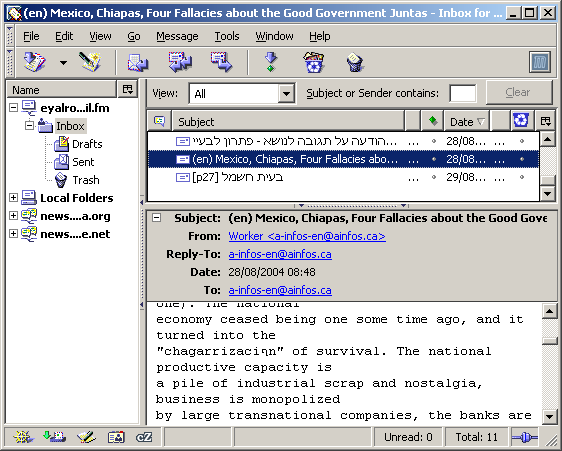 (en) Mexico, Chiapas, Four Fallacies about the Good Government Juntas - Inbox for ...
File Edit View Go Message Tools Window Help
Name
eyalro...il.fm
Inbox
Drafts
Sent
Trash
Local Folders
news....a.org
news....e.net
View: All Subject or Sender contains: Clear
Subject Date
הודעה על תגובה לנושא - פתרון לבעיי... ... 28/08/... ...
(en) Mexico, Chiapas, Four Fallacies abo... ... 28/08/... ...
[p27] בעית חשמל ... 29/08/... ...
Subject: (en) Mexico, Chiapas, Four Fallacies about the Good Gove
From: Worker <a-infos-en@ainfos.ca>
Reply-To: a-infos-en@ainfos.ca
Date: 28/08/2004 08:48
To: a-infos-en@ainfos.ca
one). The national
economy ceased being one some time ago, and it
turned into the
"chagarrizaciףn" of survival. The national
productive capacity is
a pile of industrial scrap and nostalgia,
business is monopolized
by large transnational companies, the banks are
Unread: 0 Total: 11